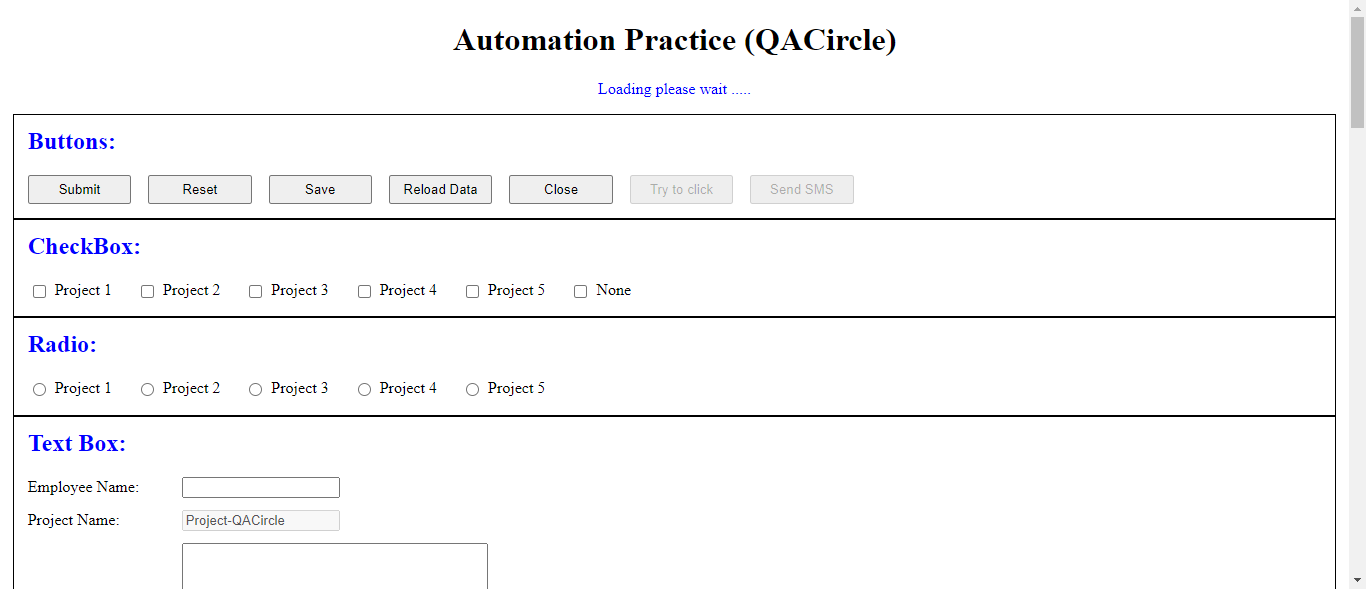 Automation Practice (QACircle)
Loading please wait .....
Buttons:
Submit Reset Save Reload Data Close Try to click Send SMS
CheckBox:
Project 1 Project 2 Project 3 Project 4 Project 5 None
Radio:
Project 1 Project 2 Project 3 Project 4 Project 5
Text Box:
Employee Name:
Project Name: Project-QACircle